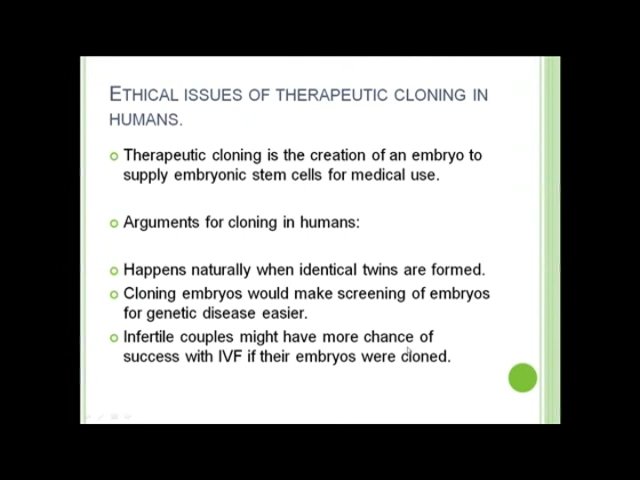 ETHICAL ISSUES OF THERAPEUTIC CLONING IN
HUMANS.
Therapeutic cloning is the creation of an embryo to
supply embryonic stem cells for medical use.
Arguments for cloning in humans:
Happens naturally when identical twins are formed.
Cloning embryos would make screening of embryos
for genetic disease easier.
Infertile couples might have more chance of
success with IVF if their embryos were cloned.